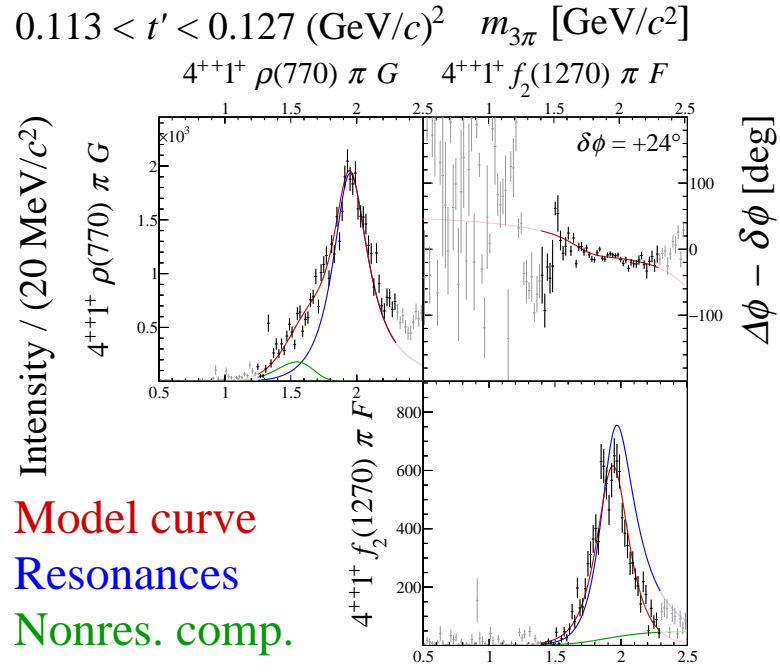 0.113 < t′ < 0.127 (GeV/c)² m₃π [GeV/c²]
4⁺⁺1⁺ ρ(770) π G 4⁺⁺1⁺ f₂(1270) π F
1 1.5 2 0.5 1 1.5 2 2.5
×10³
δϕ = +24°
2
1.5
1
0.5
100
0
−100
0.5 1 1.5 2
Intensity / (20 MeV/c²)
4⁺⁺1⁺ ρ(770) π G
Δϕ − δϕ [deg]
4⁺⁺1⁺ f₂(1270) π F
800
600
400
200
0.5 1 1.5 2 2.5
Model curve
Resonances
Nonres. comp.